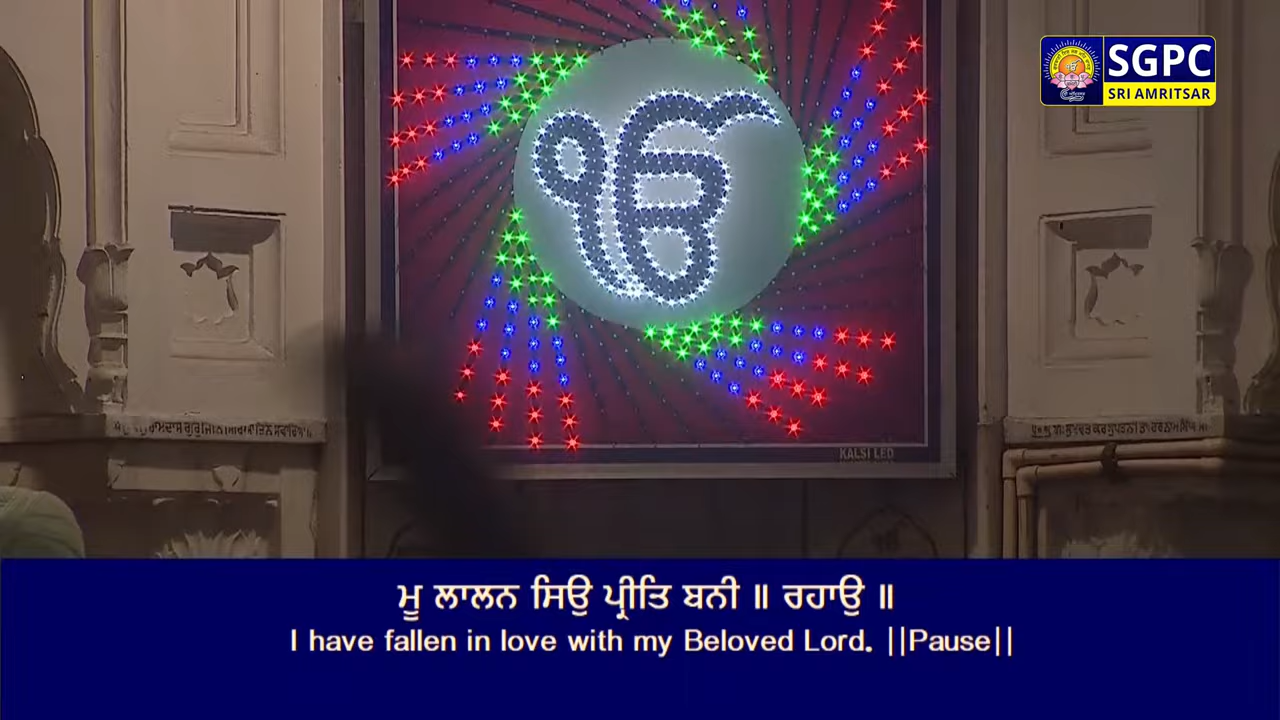 SGPC
SRI AMRITSAR
ੴ
KALSI LED
ਮੂ ਲਾਲਨ ਸਿਉ ਪ੍ਰੀਤਿ ਬਨੀ ॥ ਰਹਾਉ ॥
I have fallen in love with my Beloved Lord. ||Pause||